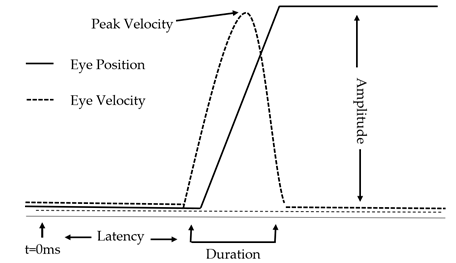 Peak Velocity
Eye Position
Eye Velocity
Amplitude
t=0ms
Latency
Duration